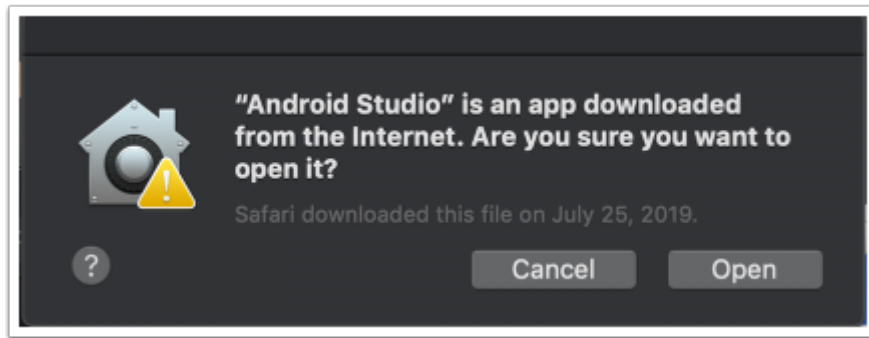 “Android Studio” is an app downloaded
from the Internet. Are you sure you want to
open it?
Safari downloaded this file on July 25, 2019.
?
Cancel
Open